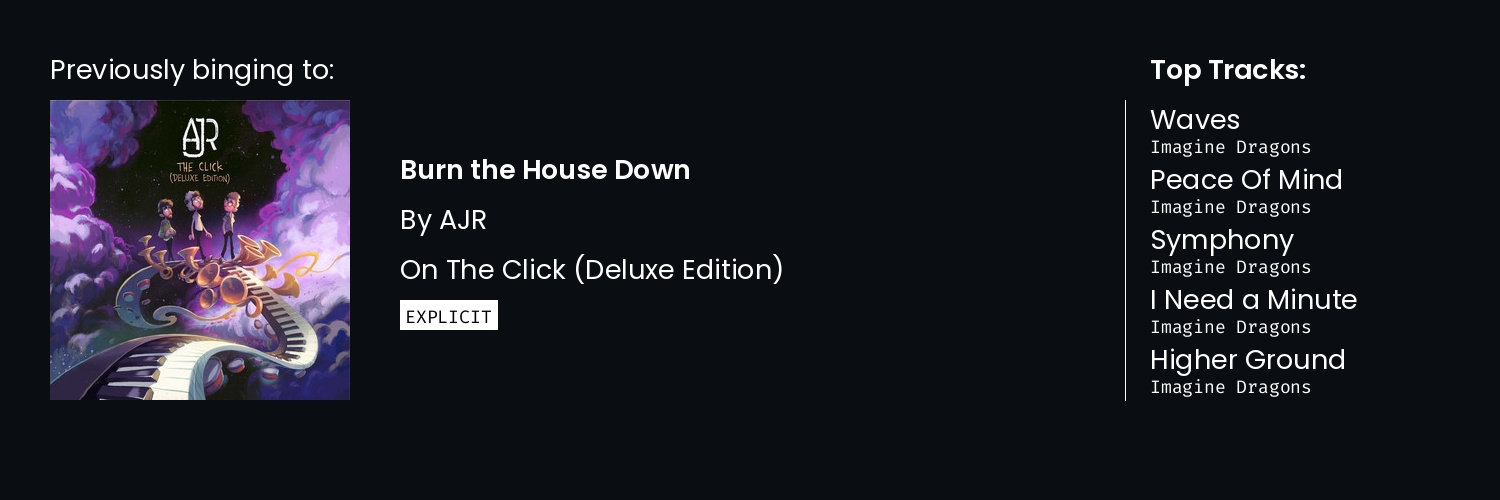 Previously binging to:
AJR
THE CLICK
(DELUXE EDITION)
Burn the House Down
By AJR
On The Click (Deluxe Edition)
EXPLICIT
Top Tracks:
Waves
Imagine Dragons
Peace Of Mind
Imagine Dragons
Symphony
Imagine Dragons
I Need a Minute
Imagine Dragons
Higher Ground
Imagine Dragons